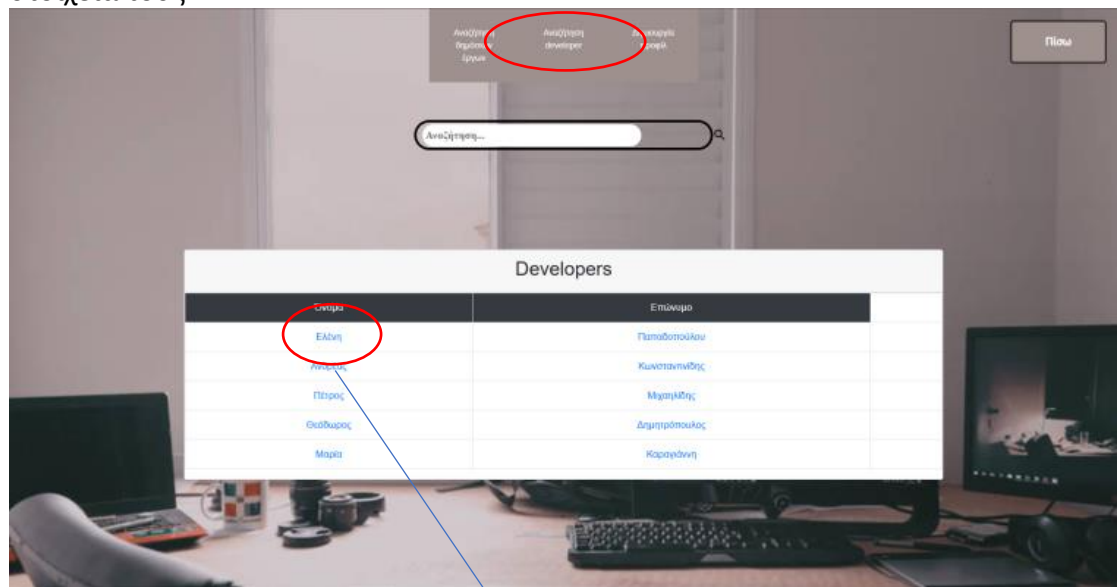 Αναζήτηση
δημόσιων
έργων
Αναζήτηση
developer
Δημιουργία
προφίλ
Πίσω
Αναζήτηση...
Developers
Όνομα Επώνυμο
Ελένη Παπαδοπούλου
Ανδρέας Κωνσταντινίδης
Πέτρος Μιχαηλίδης
Θεόδωρος Δημητρόπουλος
Μαρία Καραγιάννη